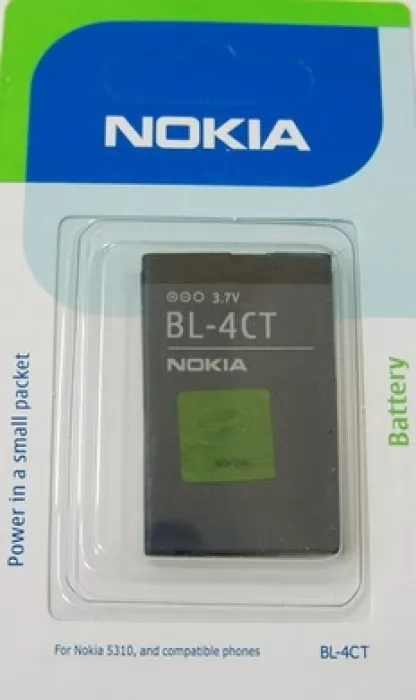 NOKIA
3.7V
BL-4CT
NOKIA
Power in a small packet
Battery
For Nokia 5310, and compatible phones
BL-4CT